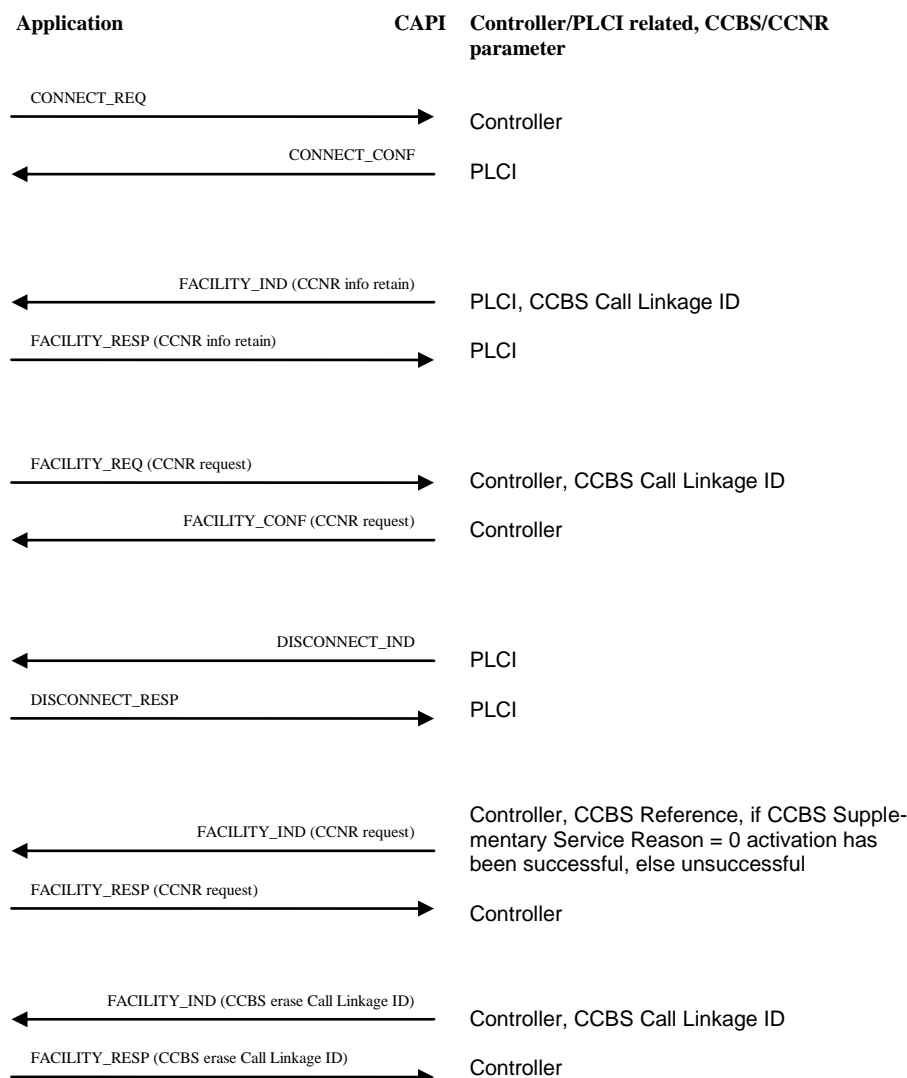 Application CAPI Controller/PLCI related, CCBS/CCNR
parameter
CONNECT_REQ
Controller
CONNECT_CONF
PLCI
FACILITY_IND (CCNR info retain)
PLCI, CCBS Call Linkage ID
FACILITY_RESP (CCNR info retain)
PLCI
FACILITY_REQ (CCNR request)
Controller, CCBS Call Linkage ID
FACILITY_CONF (CCNR request)
Controller
DISCONNECT_IND
PLCI
DISCONNECT_RESP
PLCI
FACILITY_IND (CCNR request)
Controller, CCBS Reference, if CCBS Supple-
mentary Service Reason = 0 activation has
been successful, else unsuccessful
FACILITY_RESP (CCNR request)
Controller
FACILITY_IND (CCBS erase Call Linkage ID)
Controller, CCBS Call Linkage ID
FACILITY_RESP (CCBS erase Call Linkage ID)
Controller